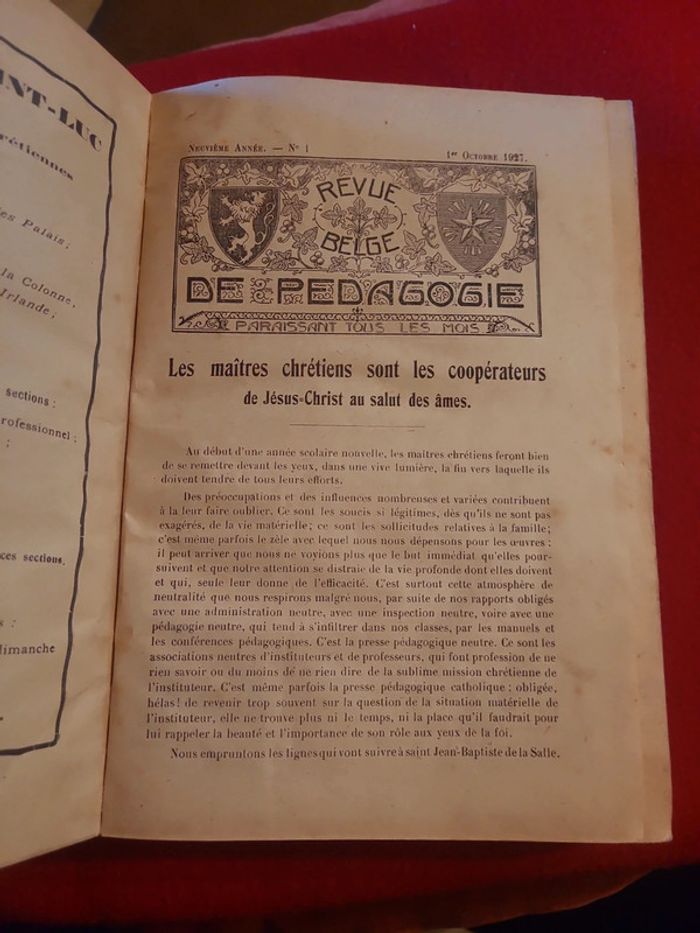 INT-LUC
rétiennes
es Palais;
la Colonne,
Irlande;
sections :
rofessionnel ;
;
ces sections.
s :
dimanche
Neuvième Année. — N° 1
1er Octobre 1927.
REVUE
BELGE
DE PEDAGOGIE
PARAISSANT TOUS LES MOIS
Les maîtres chrétiens sont les coopérateurs
de Jésus-Christ au salut des âmes.
Au début d'une année scolaire nouvelle, les maîtres chrétiens feront bien
de se remettre devant les yeux, dans une vive lumière, la fin vers laquelle ils
doivent tendre de tous leurs efforts.
Des préoccupations et des influences nombreuses et variées contribuent
à la leur faire oublier. Ce sont les soucis si légitimes, dès qu'ils ne sont pas
exagérés, de la vie matérielle ; ce sont les sollicitudes relatives à la famille ;
c'est même parfois le zèle avec lequel nous nous dépensons pour les œuvres :
il peut arriver que nous ne voyions plus que le but immédiat qu'elles pour-
suivent et que notre attention se distraie de la vie profonde dont elles doivent
et qui, seule leur donne de l'efficacité. C'est surtout cette atmosphère de
neutralité que nous respirons malgré nous, par suite de nos rapports obligés
avec une administration neutre, avec une inspection neutre, voire avec une
pédagogie neutre, qui tend à s'infiltrer dans nos classes, par les manuels et
les conférences pédagogiques. C'est la presse pédagogique neutre. Ce sont les
associations neutres d'instituteurs et de professeurs, qui font profession de ne
rien savoir ou du moins de ne rien dire de la sublime mission chrétienne de
l'instituteur. C'est même parfois la presse pédagogique catholique : obligée,
hélas! de revenir trop souvent sur la question de la situation matérielle de
l'instituteur, elle ne trouve plus ni le temps, ni la place qu'il faudrait pour
lui rappeler la beauté et l'importance de son rôle aux yeux de la foi.
Nous empruntons les lignes qui vont suivre à saint Jean-Baptiste de la Salle.